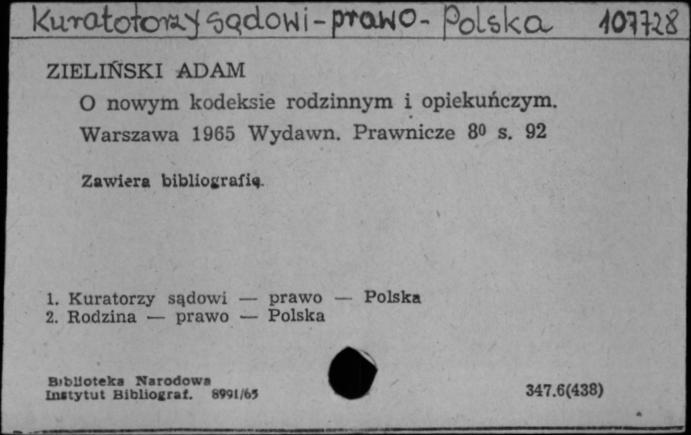 Kuratotorzy sądowi - prawo - Polska 107728
ZIELIŃSKI ADAM
O nowym kodeksie rodzinnym i opiekuńczym.
Warszawa 1965 Wydawn. Prawnicze 8⁰ s. 92
Zawiera bibliografię.
1. Kuratorzy sądowi — prawo — Polska
2. Rodzina — prawo — Polska
Biblioteka Narodowa
Instytut Bibliograf. 8991/65
347.6(438)